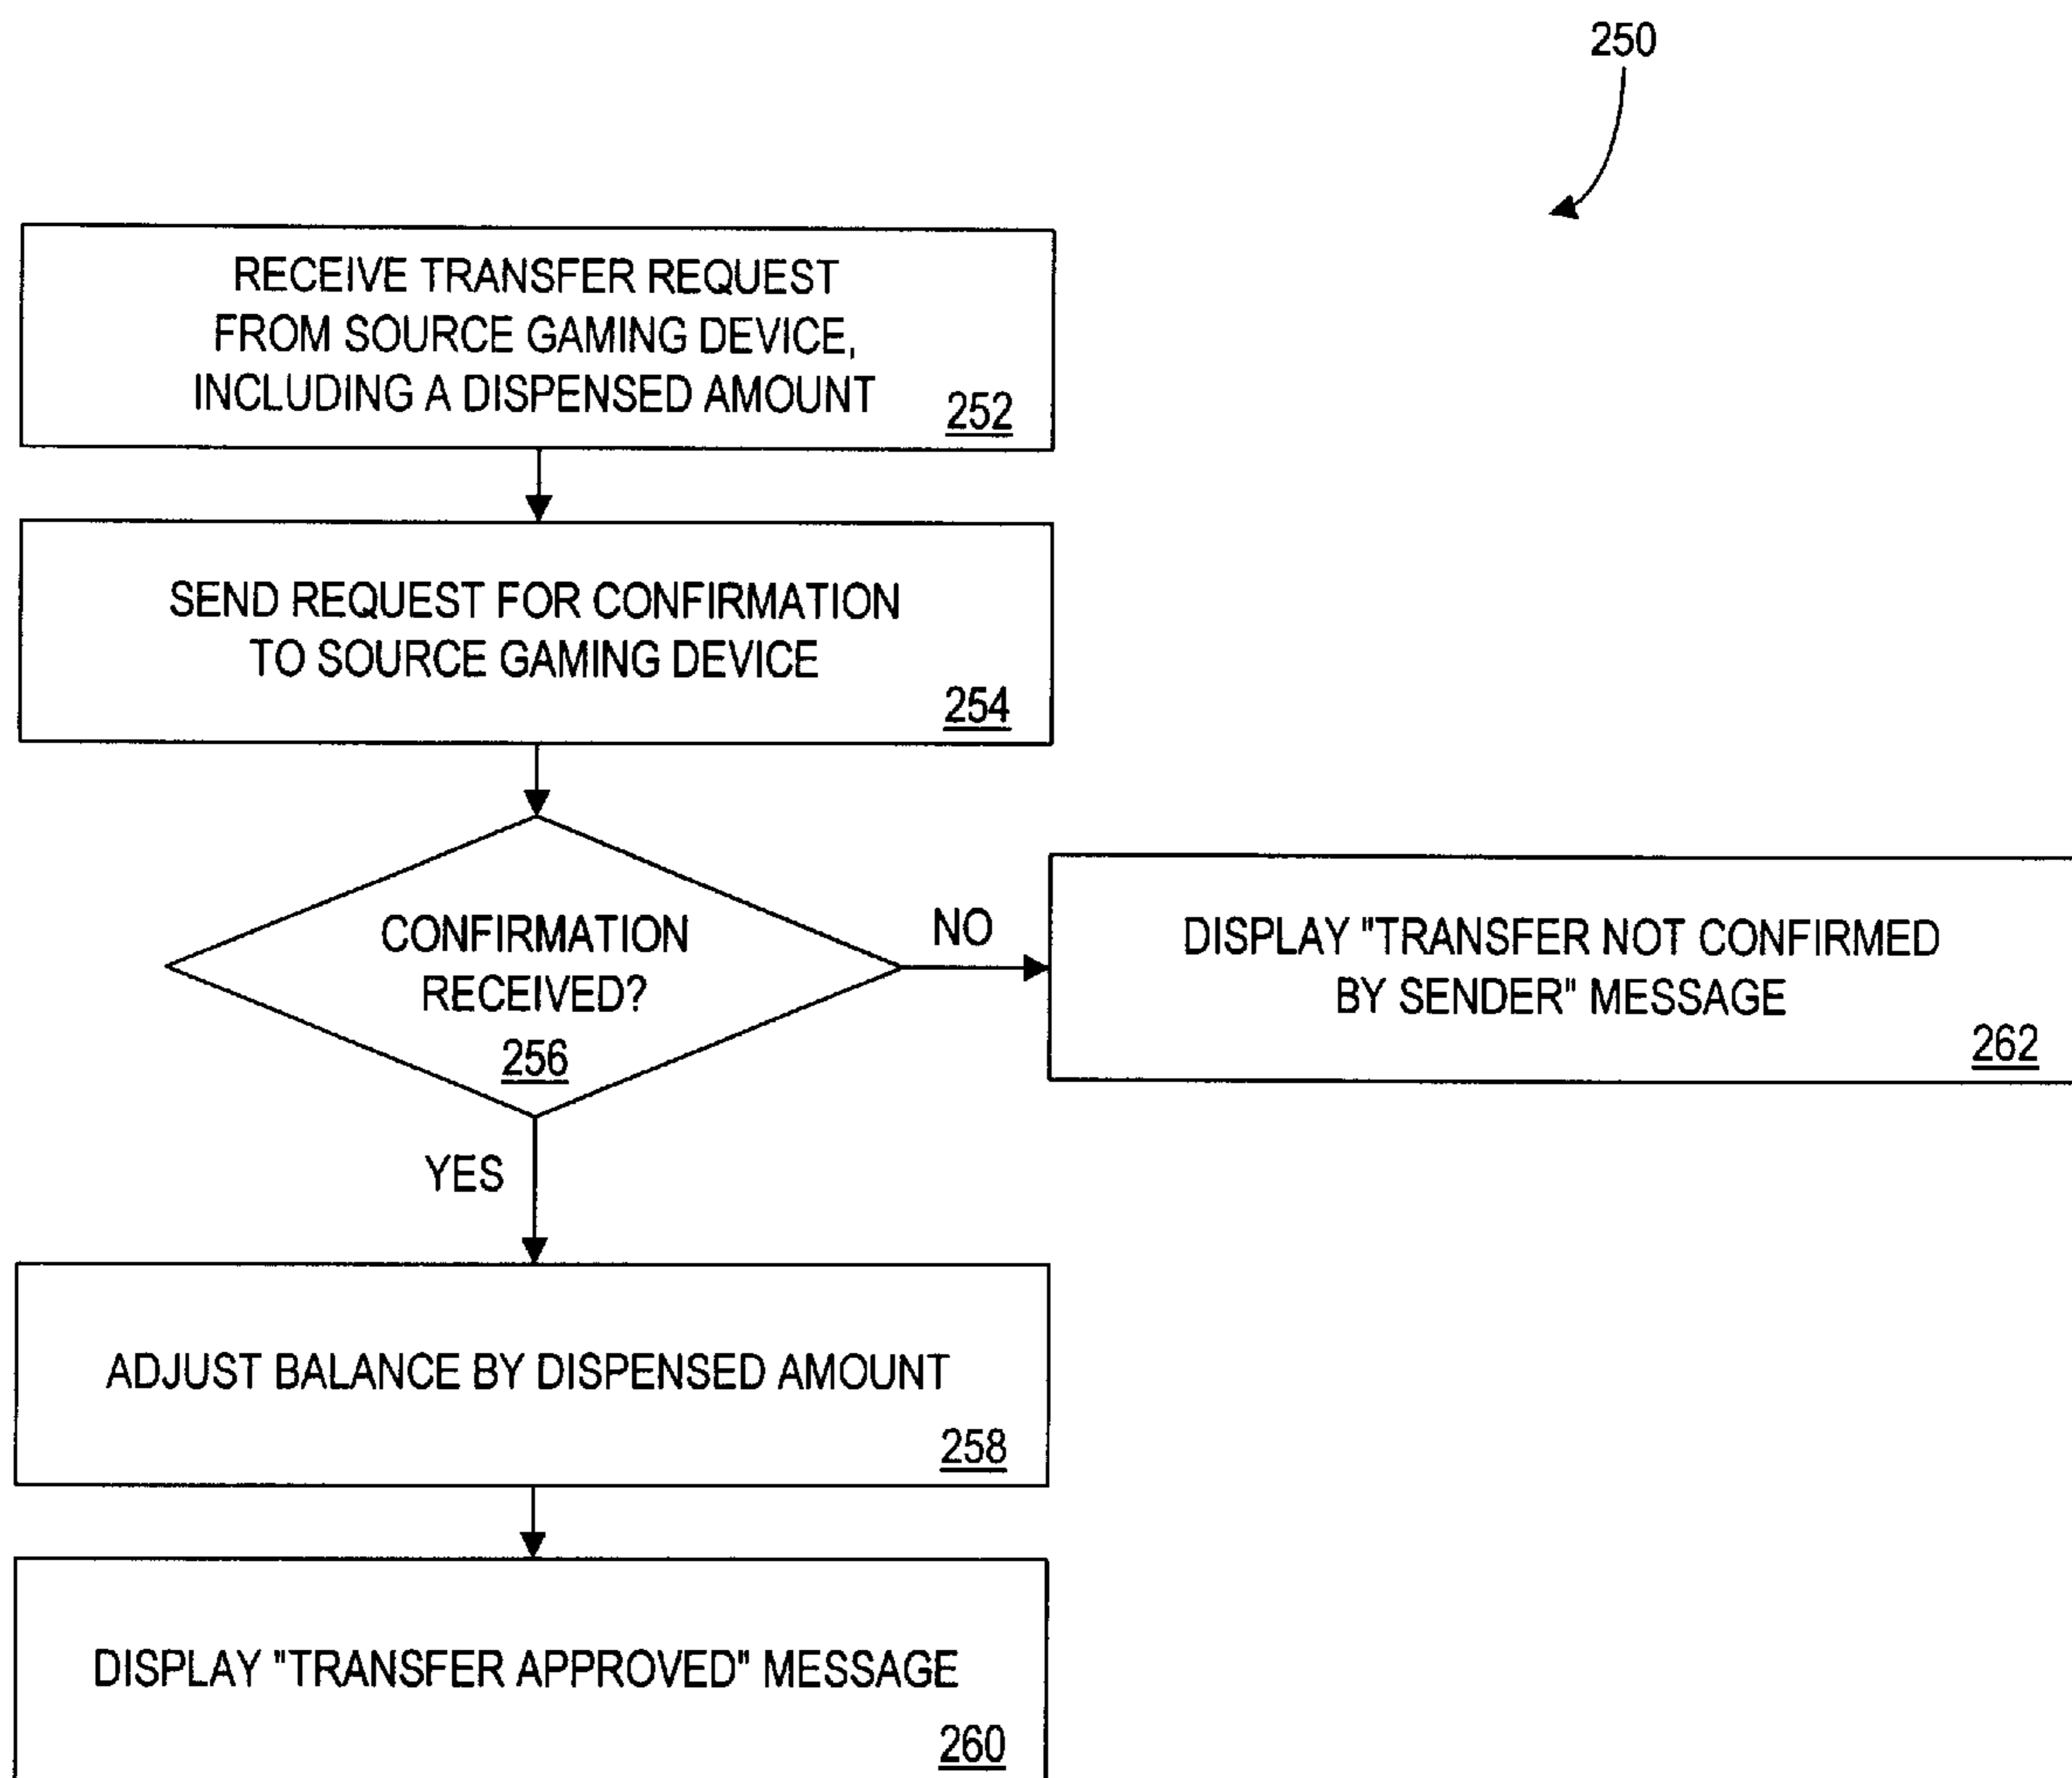 250
RECEIVE TRANSFER REQUEST
FROM SOURCE GAMING DEVICE,
INCLUDING A DISPENSED AMOUNT
252
SEND REQUEST FOR CONFIRMATION
TO SOURCE GAMING DEVICE
254
CONFIRMATION
RECEIVED?
256
NO
DISPLAY "TRANSFER NOT CONFIRMED
BY SENDER" MESSAGE
262
YES
ADJUST BALANCE BY DISPENSED AMOUNT
258
DISPLAY "TRANSFER APPROVED" MESSAGE
260